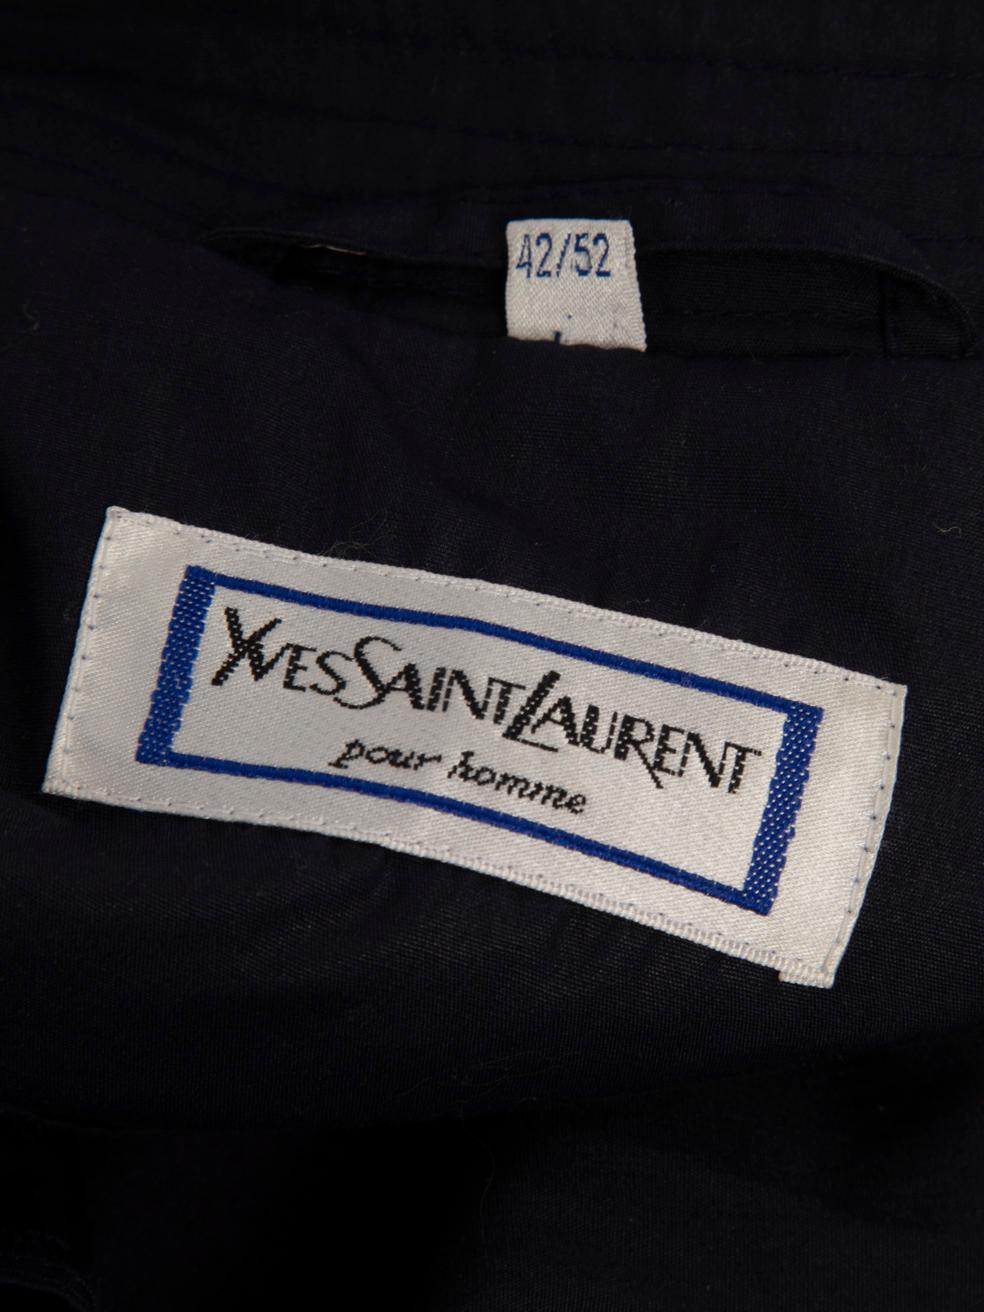 42/52
YVESSAINTLAURENT
pour homme